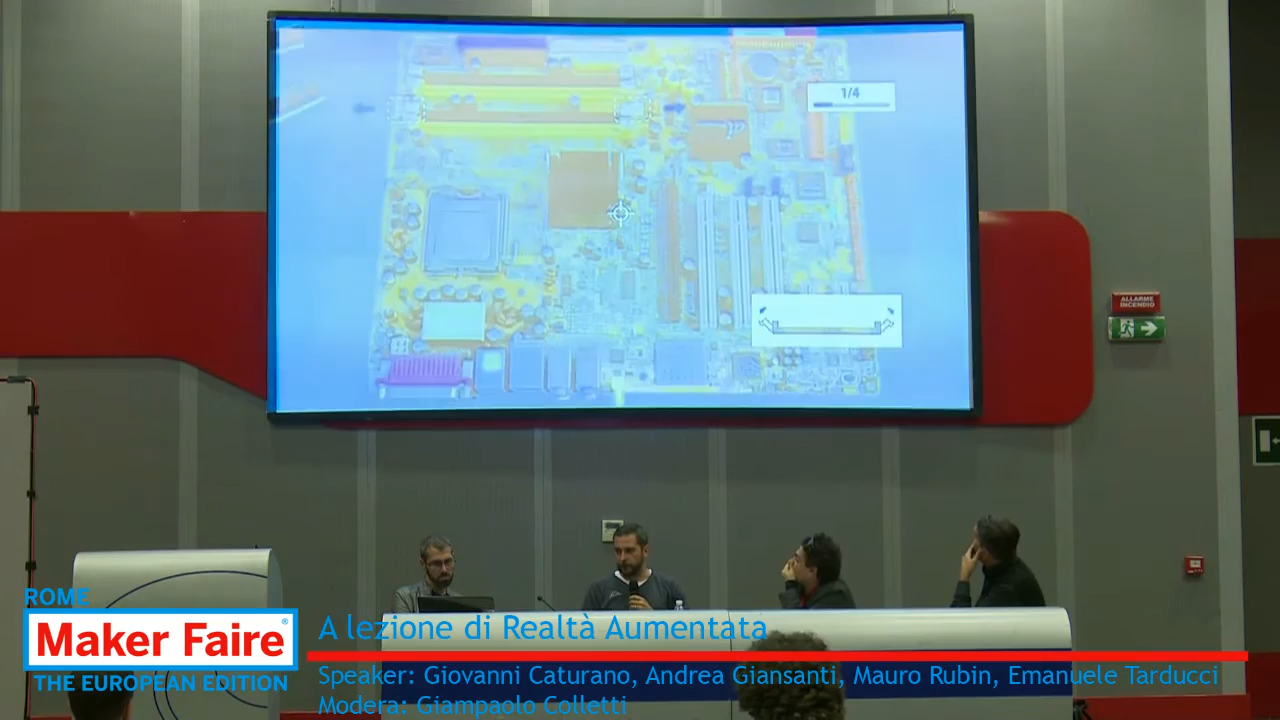 1/4
ALLARME
INCENDIO
ROME
Maker Faire®
THE EUROPEAN EDITION
A lezione di Realtà Aumentata
Speaker: Giovanni Caturano, Andrea Giansanti, Mauro Rubin, Emanuele Tarducci
Modera: Giampaolo Colletti